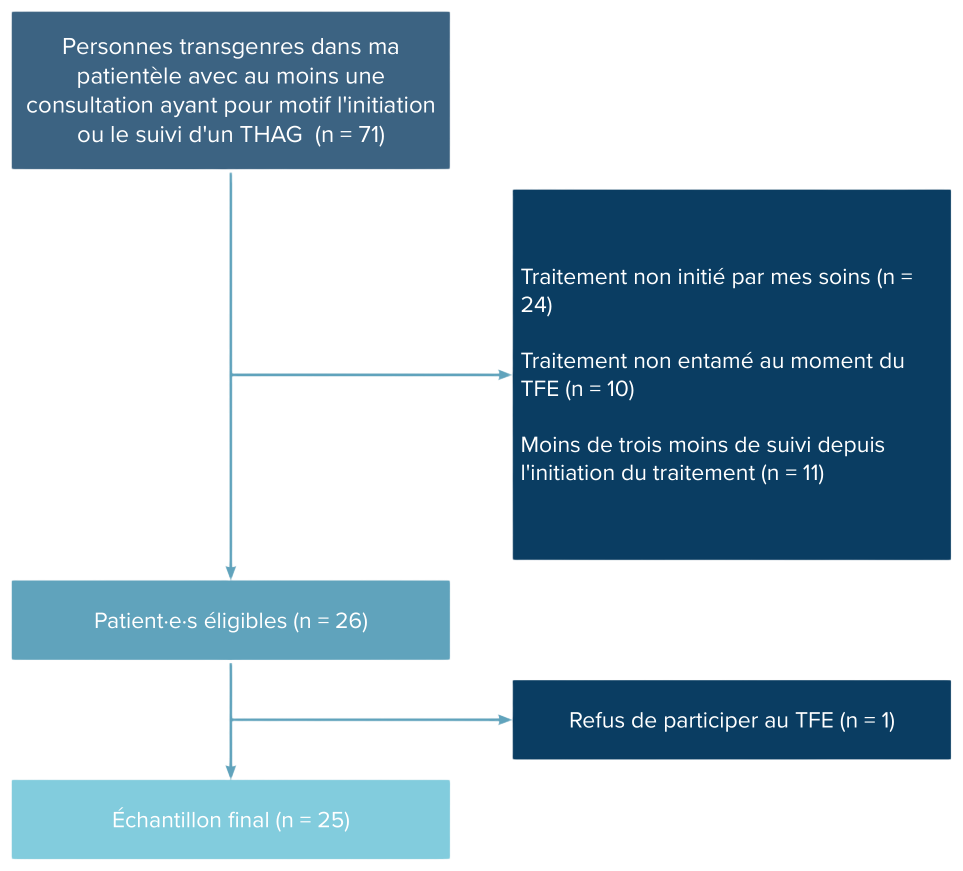 Personnes transgenres dans ma
patientèle avec au moins une
consultation ayant pour motif l'initiation
ou le suivi d'un THAG  (n = 71)
Traitement non initié par mes soins (n =
24)
Traitement non entamé au moment du
TFE (n = 10)
Moins de trois moins de suivi depuis
l'initiation du traitement (n = 11)
Patient·e·s éligibles (n = 26)
Refus de participer au TFE (n = 1)
Échantillon final (n = 25)